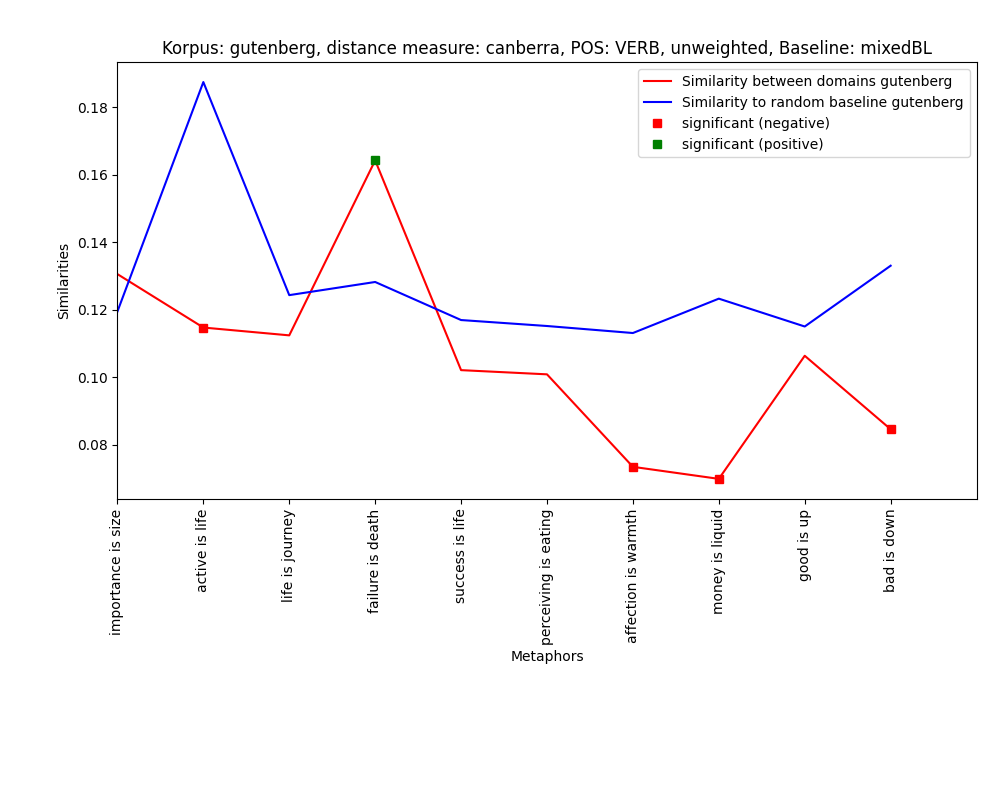 Korpus: gutenberg, distance measure: canberra, POS: VERB, unweighted, Baseline: mixedBL
Similarity between domains gutenberg
Similarity to random baseline gutenberg
significant (negative)
significant (positive)
Similarities
0.18
0.16
0.14
0.12
0.10
0.08
importance is size
active is life
life is journey
failure is death
success is life
perceiving is eating
affection is warmth
money is liquid
good is up
bad is down
Metaphors